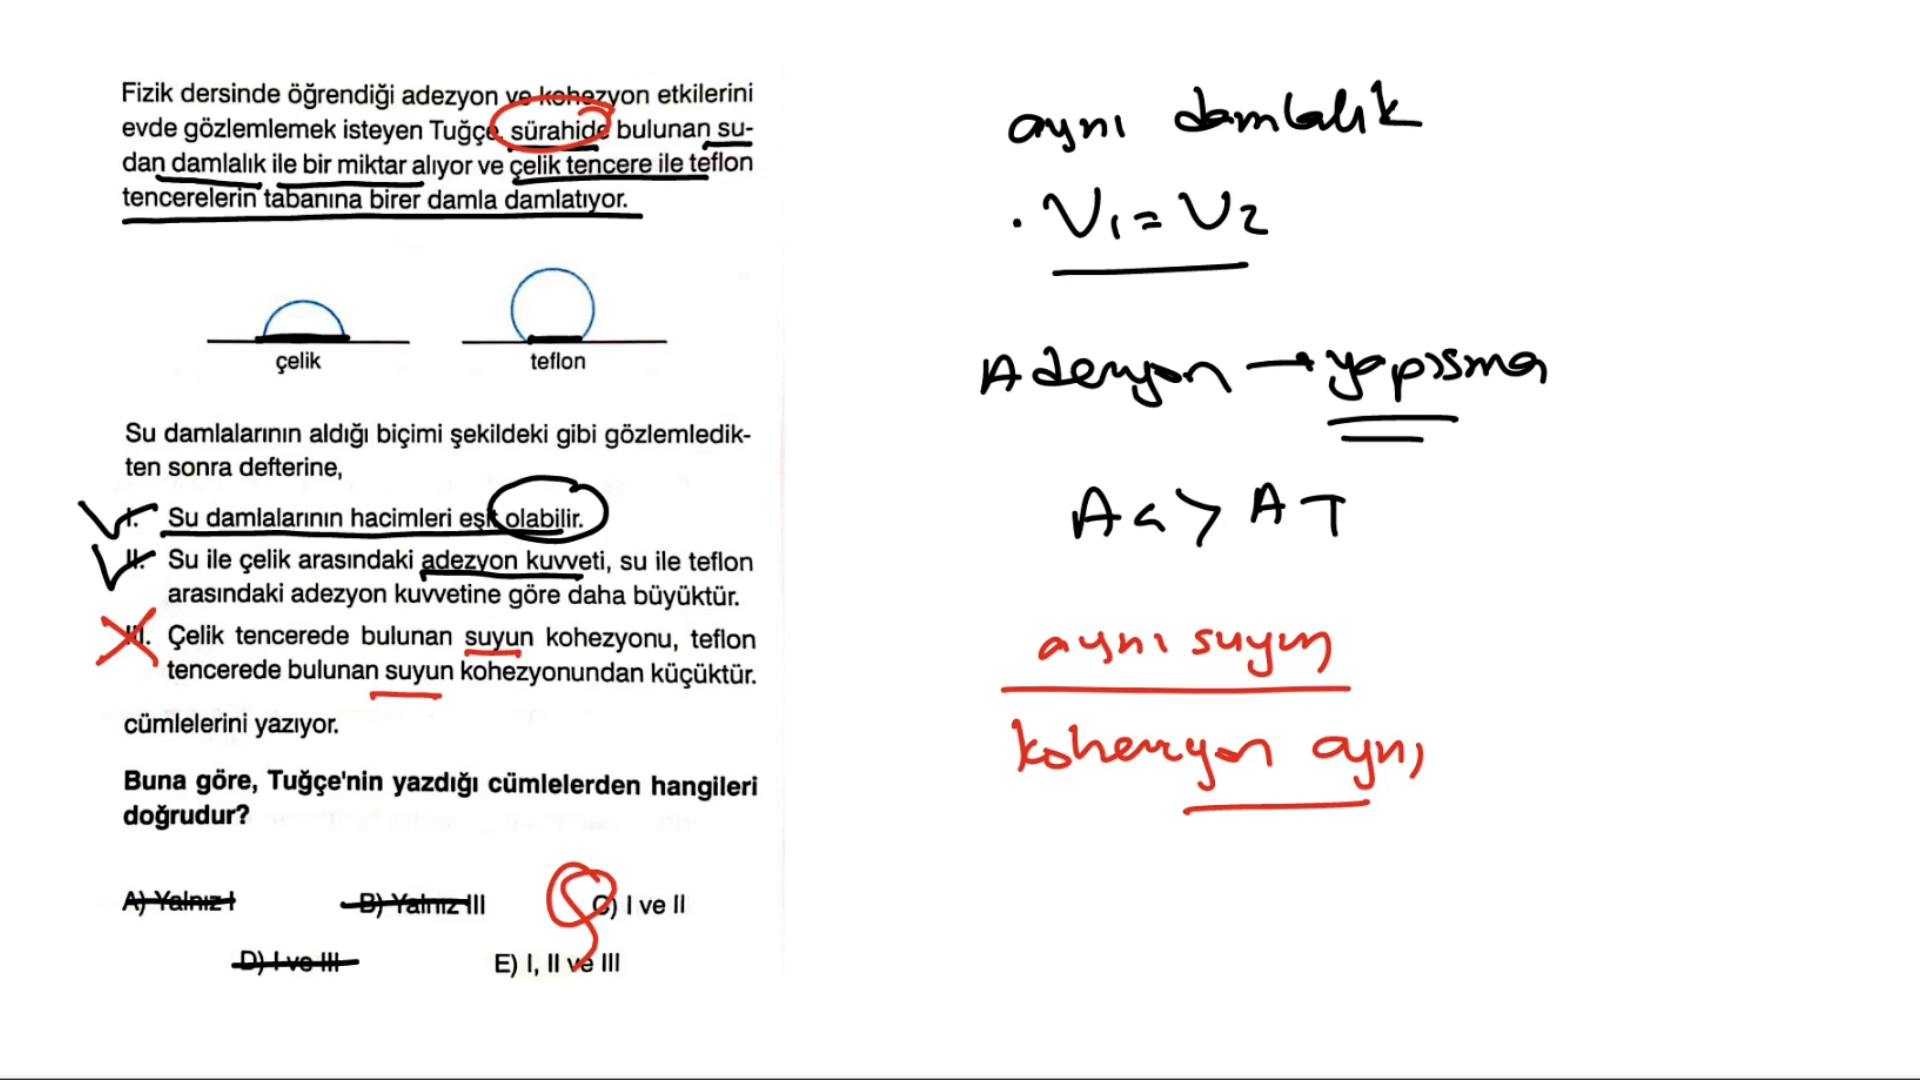 Fizik dersinde öğrendiği adezyon ve kohezyon etkilerini
evde gözlemlemek isteyen Tuğçe, sürahide bulunan su-
dan damlalık ile bir miktar alıyor ve çelik tencere ile teflon
tencerelerin tabanına birer damla damlatıyor.
çelik
teflon
Su damlalarının aldığı biçimi şekildeki gibi gözlemledik-
ten sonra defterine,
I. Su damlalarının hacimleri eşit olabilir.
II. Su ile çelik arasındaki adezyon kuvveti, su ile teflon
arasındaki adezyon kuvvetine göre daha büyüktür.
III. Çelik tencerede bulunan suyun kohezyonu, teflon
tencerede bulunan suyun kohezyonundan küçüktür.
cümlelerini yazıyor.
Buna göre, Tuğçe'nin yazdığı cümlelerden hangileri
doğrudur?
A) Yalnız I B) Yalnız III C) I ve II
D) I ve III E) I, II ve III
aynı damlalık
. V1 = V2
Adezyon → yapışma
Aç > AT
aynı suyun
kohezyon aynı